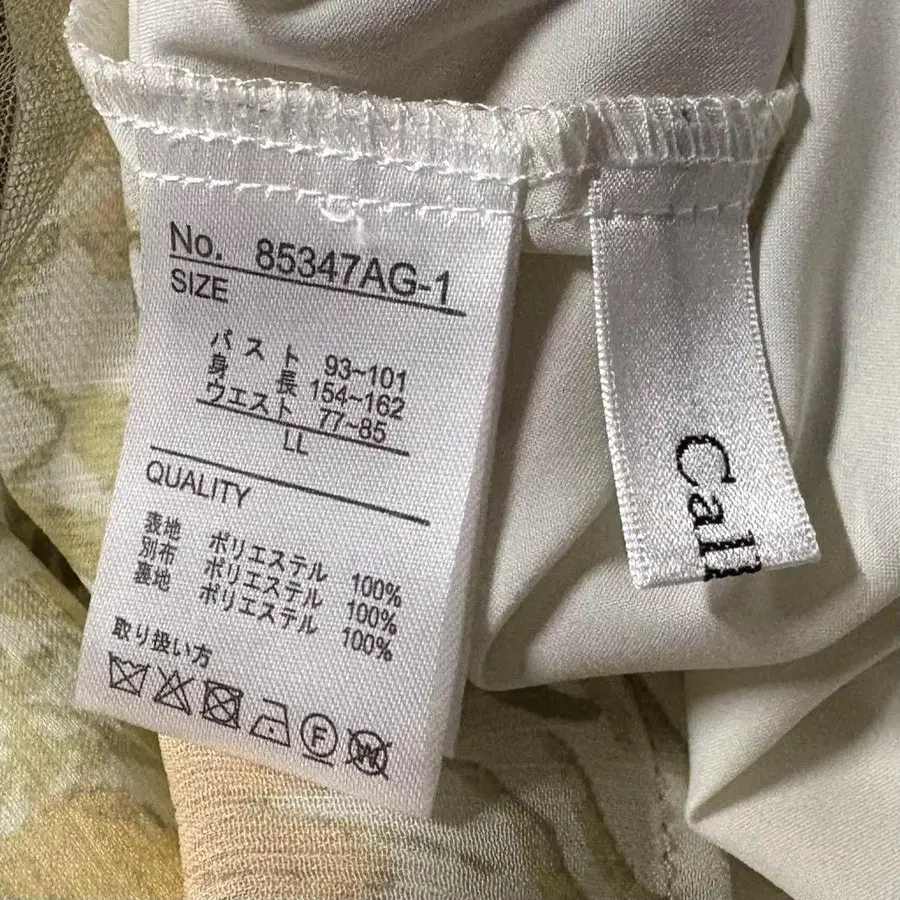 No. 85347AG-1
SIZE
バスト 93~101
身長 154~162
ウエスト 77~85
LL
QUALITY
表地 ポリエステル 100%
別布 ポリエステル 100%
裏地 ポリエステル 100%
取り扱い方
F
W
Call